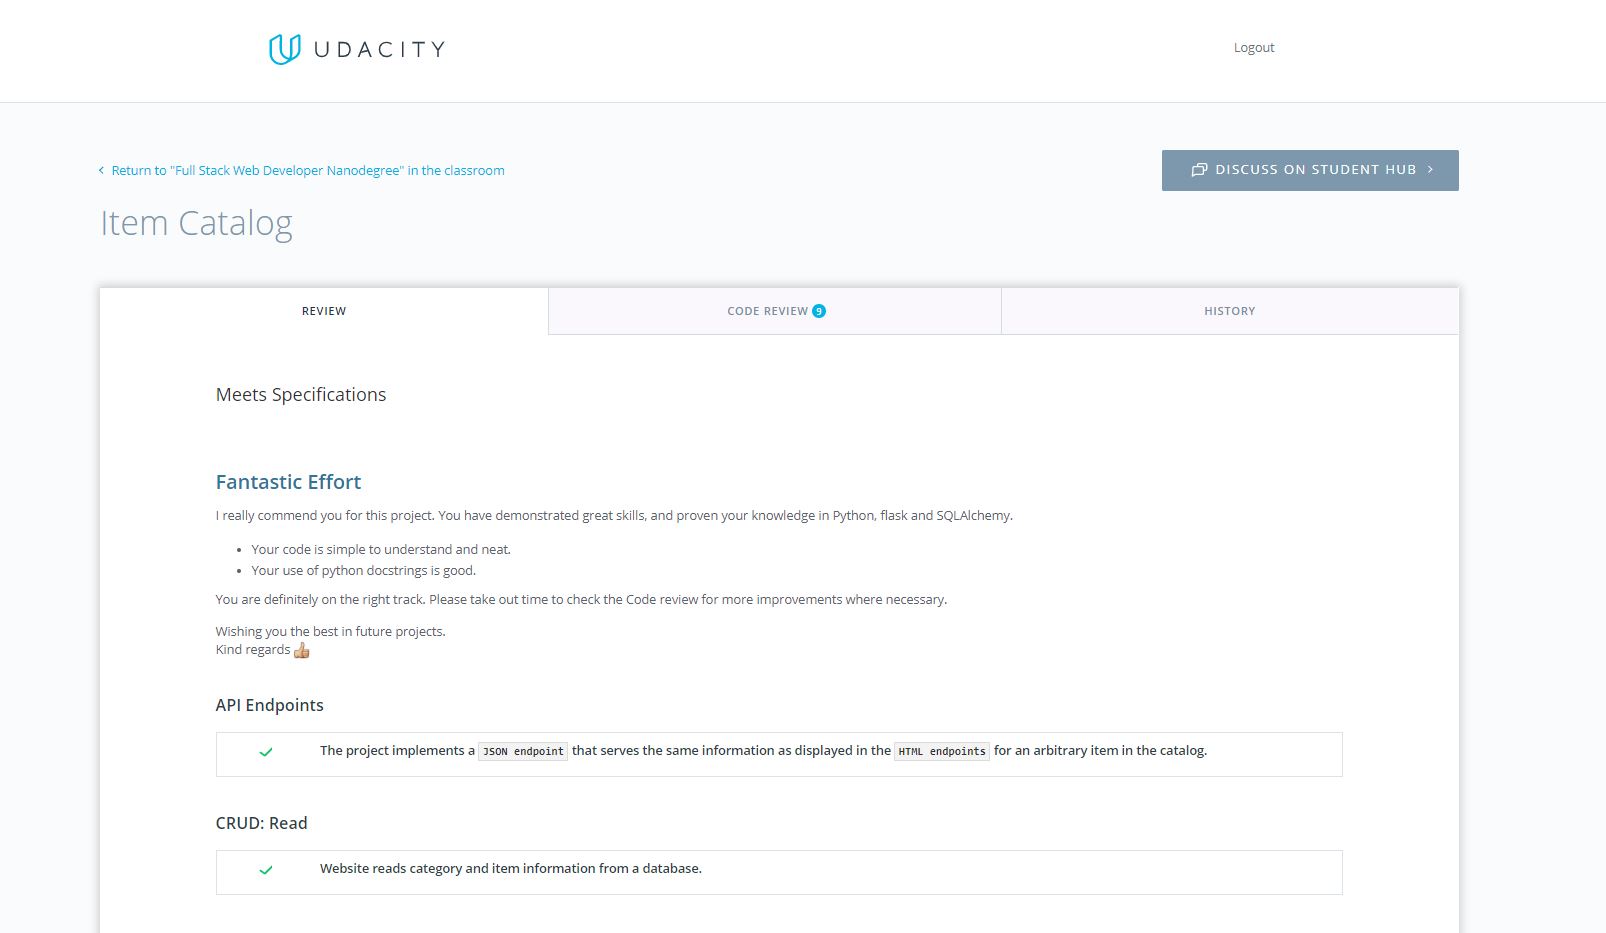 UDACITY
Logout
Return to "Full Stack Web Developer Nanodegree" in the classroom
DISCUSS ON STUDENT HUB
Item Catalog
REVIEW
CODE REVIEW 9
HISTORY
Meets Specifications
Fantastic Effort
I really commend you for this project. You have demonstrated great skills, and proven your knowledge in Python, flask and SQLAlchemy.
• Your code is simple to understand and neat.
• Your use of python docstrings is good.
You are definitely on the right track. Please take out time to check the Code review for more improvements where necessary.
Wishing you the best in future projects.
Kind regards 👍
API Endpoints
The project implements a JSON endpoint that serves the same information as displayed in the HTML endpoints for an arbitrary item in the catalog.
CRUD: Read
Website reads category and item information from a database.